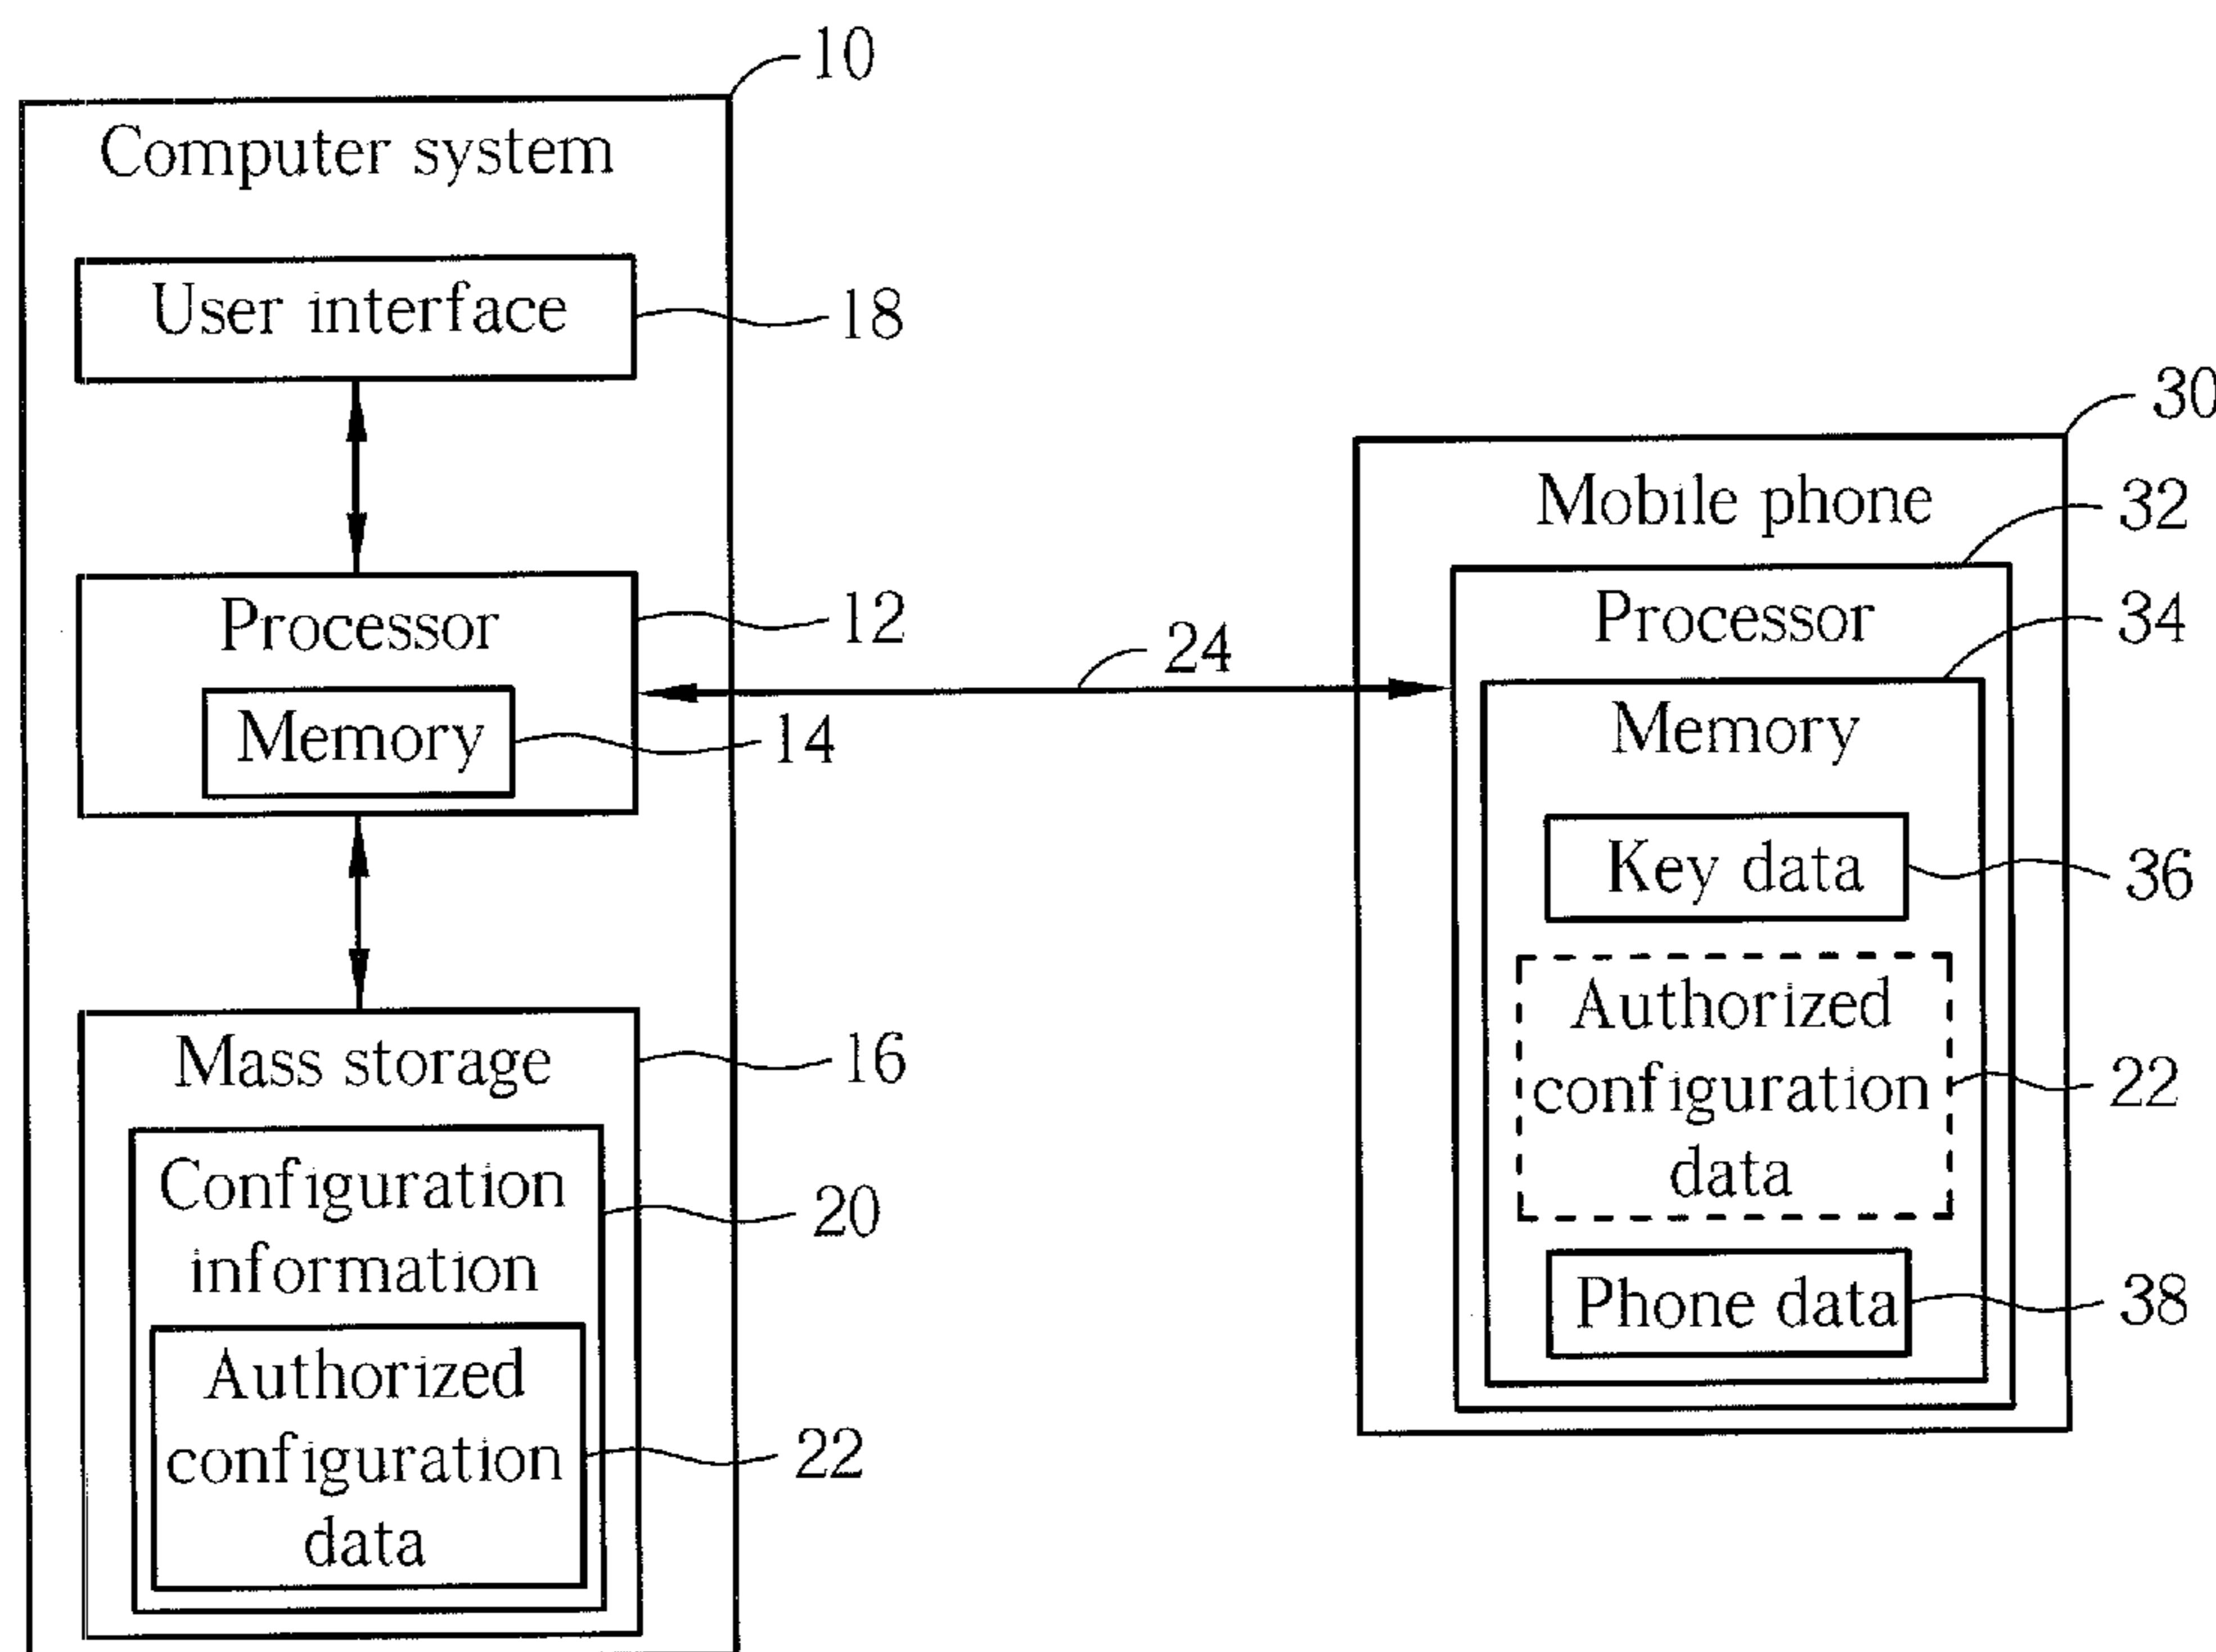 10
Computer system
User interface
18
Processor
12
Memory
14
Mass storage
16
Configuration
information
20
Authorized
configuration
data
22
24
30
Mobile phone
32
Processor
34
Memory
Key data
36
Authorized
configuration
data
22
Phone data
38